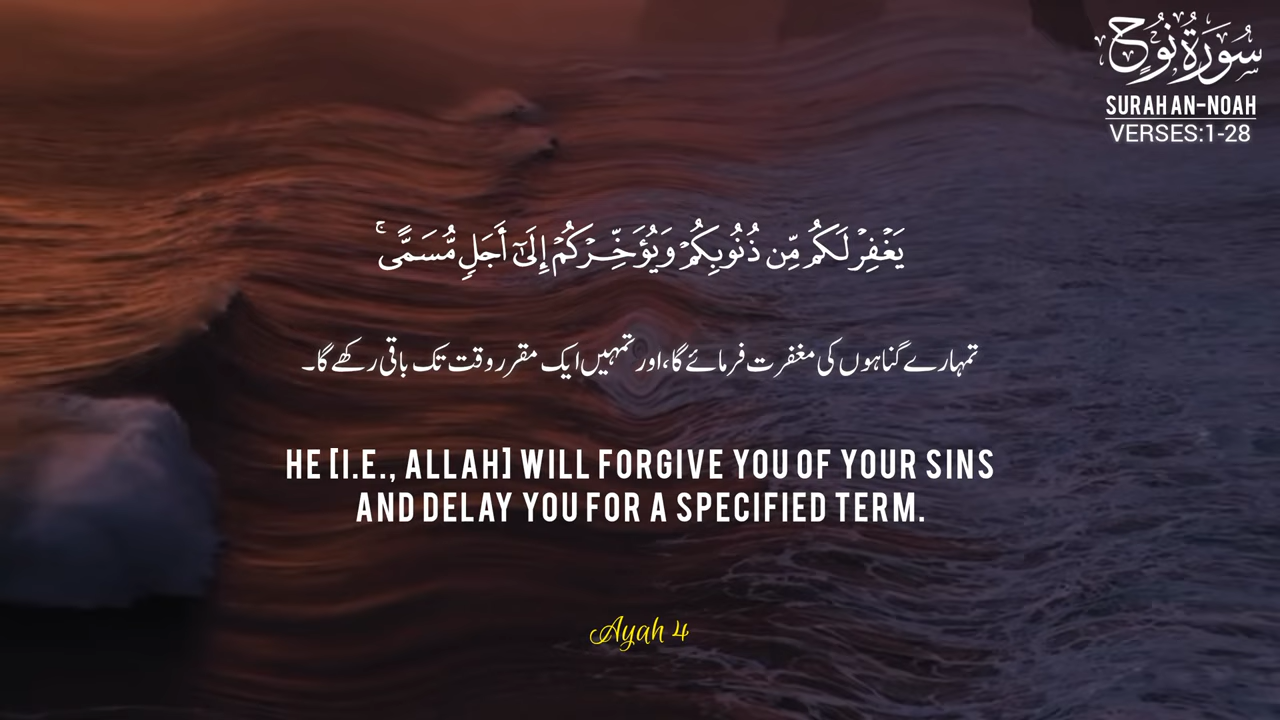 سُورَةُ نُوحٍ
SURAH AN-NOAH
VERSES:1-28
يَغْفِرْ لَكُم مِّن ذُنُوبِكُمْ وَيُؤَخِّرْكُمْ إِلَىٰٓ أَجَلٍ مُّسَمًّى ۚ
تمہارے گناہوں کی مغفرت فرمائے گا، اور تمہیں ایک مقرر وقت تک باقی رکھے گا۔
HE [I.E., ALLAH] WILL FORGIVE YOU OF YOUR SINS
AND DELAY YOU FOR A SPECIFIED TERM.
Ayah 4